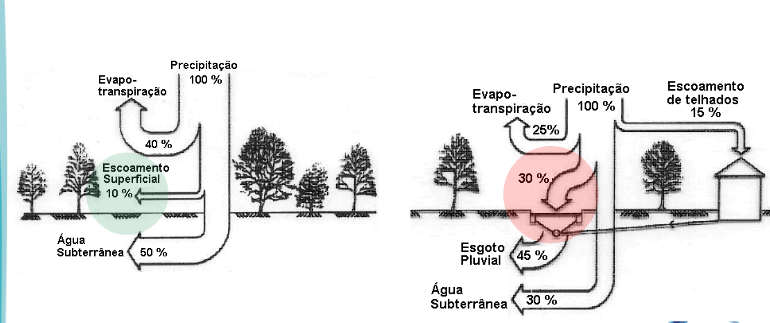 Precipitação
100 %
Evapo-
transpiração
40 %
Escoamento
Superficial
10 %
Água
Subterrânea
50 %
Precipitação
100 %
Evapo-
transpiração
25%
Escoamento
de telhados
15 %
30 %
Esgoto
Pluvial
45 %
Água
Subterrânea
30 %